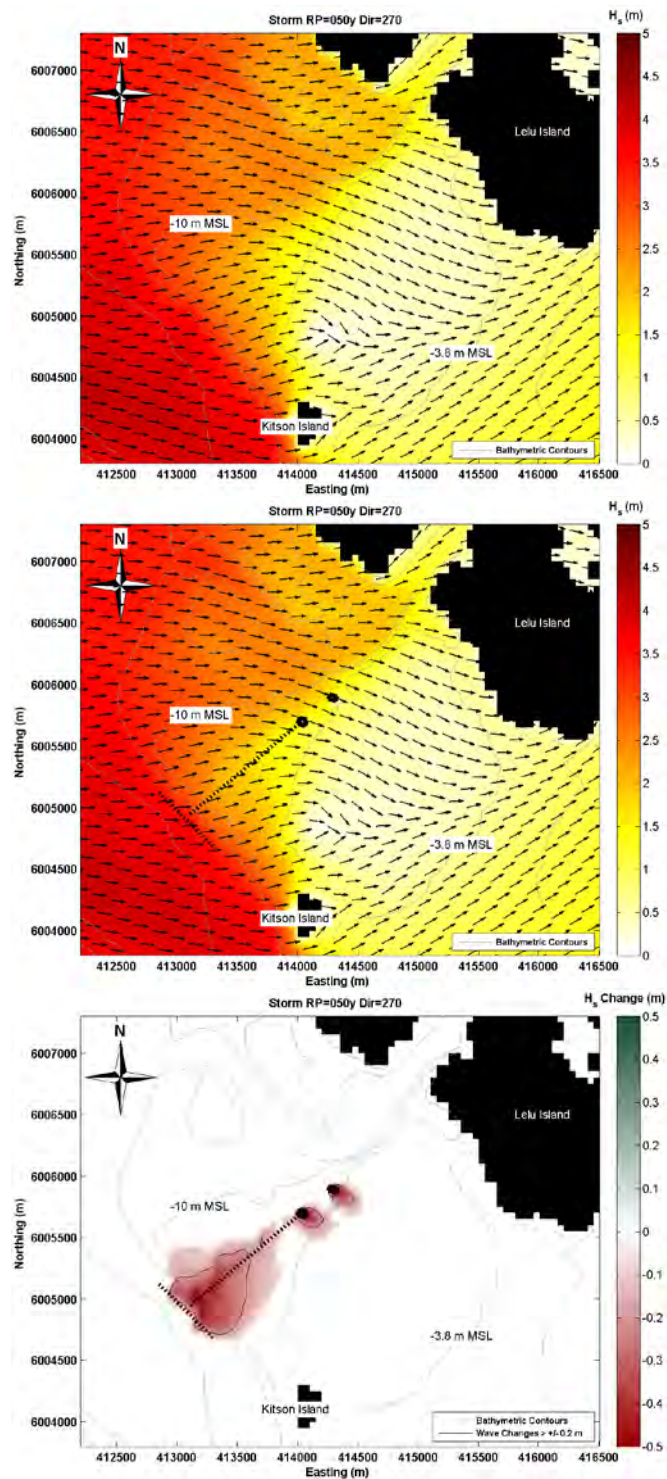 Storm RP=050y Dir=270
H_s (m)
N
Lelu Island
-10 m MSL
-3.8 m MSL
Kitson Island
Bathymetric Contours
Northing (m)
6007000
6006500
6006000
6005500
6005000
6004500
6004000
412500 413000 413500 414000 414500 415000 415500 416000 416500
Easting (m)
5
4.5
4
3.5
3
2.5
2
1.5
1
0.5
0
Storm RP=050y Dir=270
H_s (m)
N
Lelu Island
-10 m MSL
-3.8 m MSL
Kitson Island
Bathymetric Contours
Northing (m)
6007000
6006500
6006000
6005500
6005000
6004500
6004000
412500 413000 413500 414000 414500 415000 415500 416000 416500
Easting (m)
5
4.5
4
3.5
3
2.5
2
1.5
1
0.5
0
Storm RP=050y Dir=270
H_s Change (m)
N
Lelu Island
-10 m MSL
-3.8 m MSL
Kitson Island
Bathymetric Contours
Wave Changes > +/-0.2 m
Northing (m)
6007000
6006500
6006000
6005500
6005000
6004500
6004000
412500 413000 413500 414000 414500 415000 415500 416000 416500
Easting (m)
0.5
0.4
0.3
0.2
0.1
0
-0.1
-0.2
-0.3
-0.4
-0.5